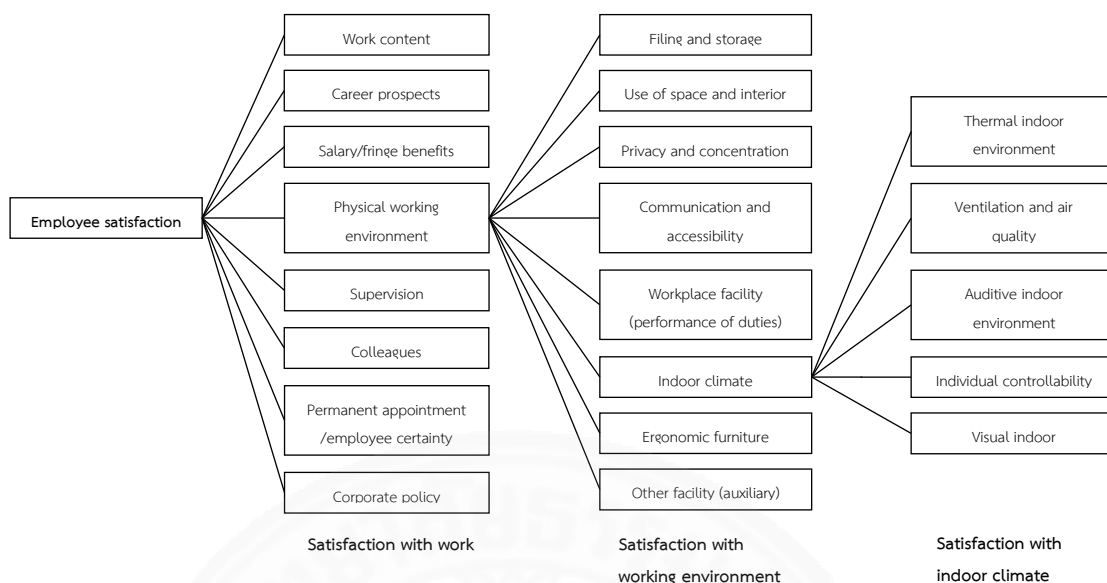 Employee satisfaction
Work content
Career prospects
Salary/fringe benefits
Physical working
environment
Supervision
Colleagues
Permanent appointment
/employee certainty
Corporate policy
Satisfaction with work
Filing and storage
Use of space and interior
Privacy and concentration
Communication and
accessibility
Workplace facility
(performance of duties)
Indoor climate
Ergonomic furniture
Other facility (auxiliary)
Satisfaction with
working environment
Thermal indoor
environment
Ventilation and air
quality
Auditive indoor
environment
Individual controllability
Visual indoor
Satisfaction with
indoor climate